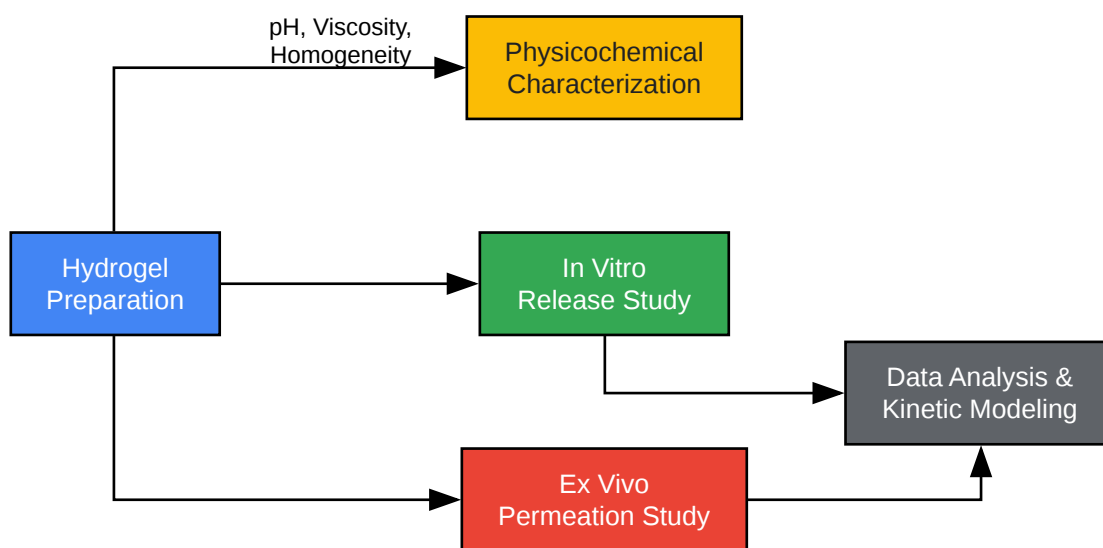 pH, Viscosity,
Homogeneity
Physicochemical
Characterization
Hydrogel
Preparation
In Vitro
Release Study
Data Analysis &
Kinetic Modeling
Ex Vivo
Permeation Study